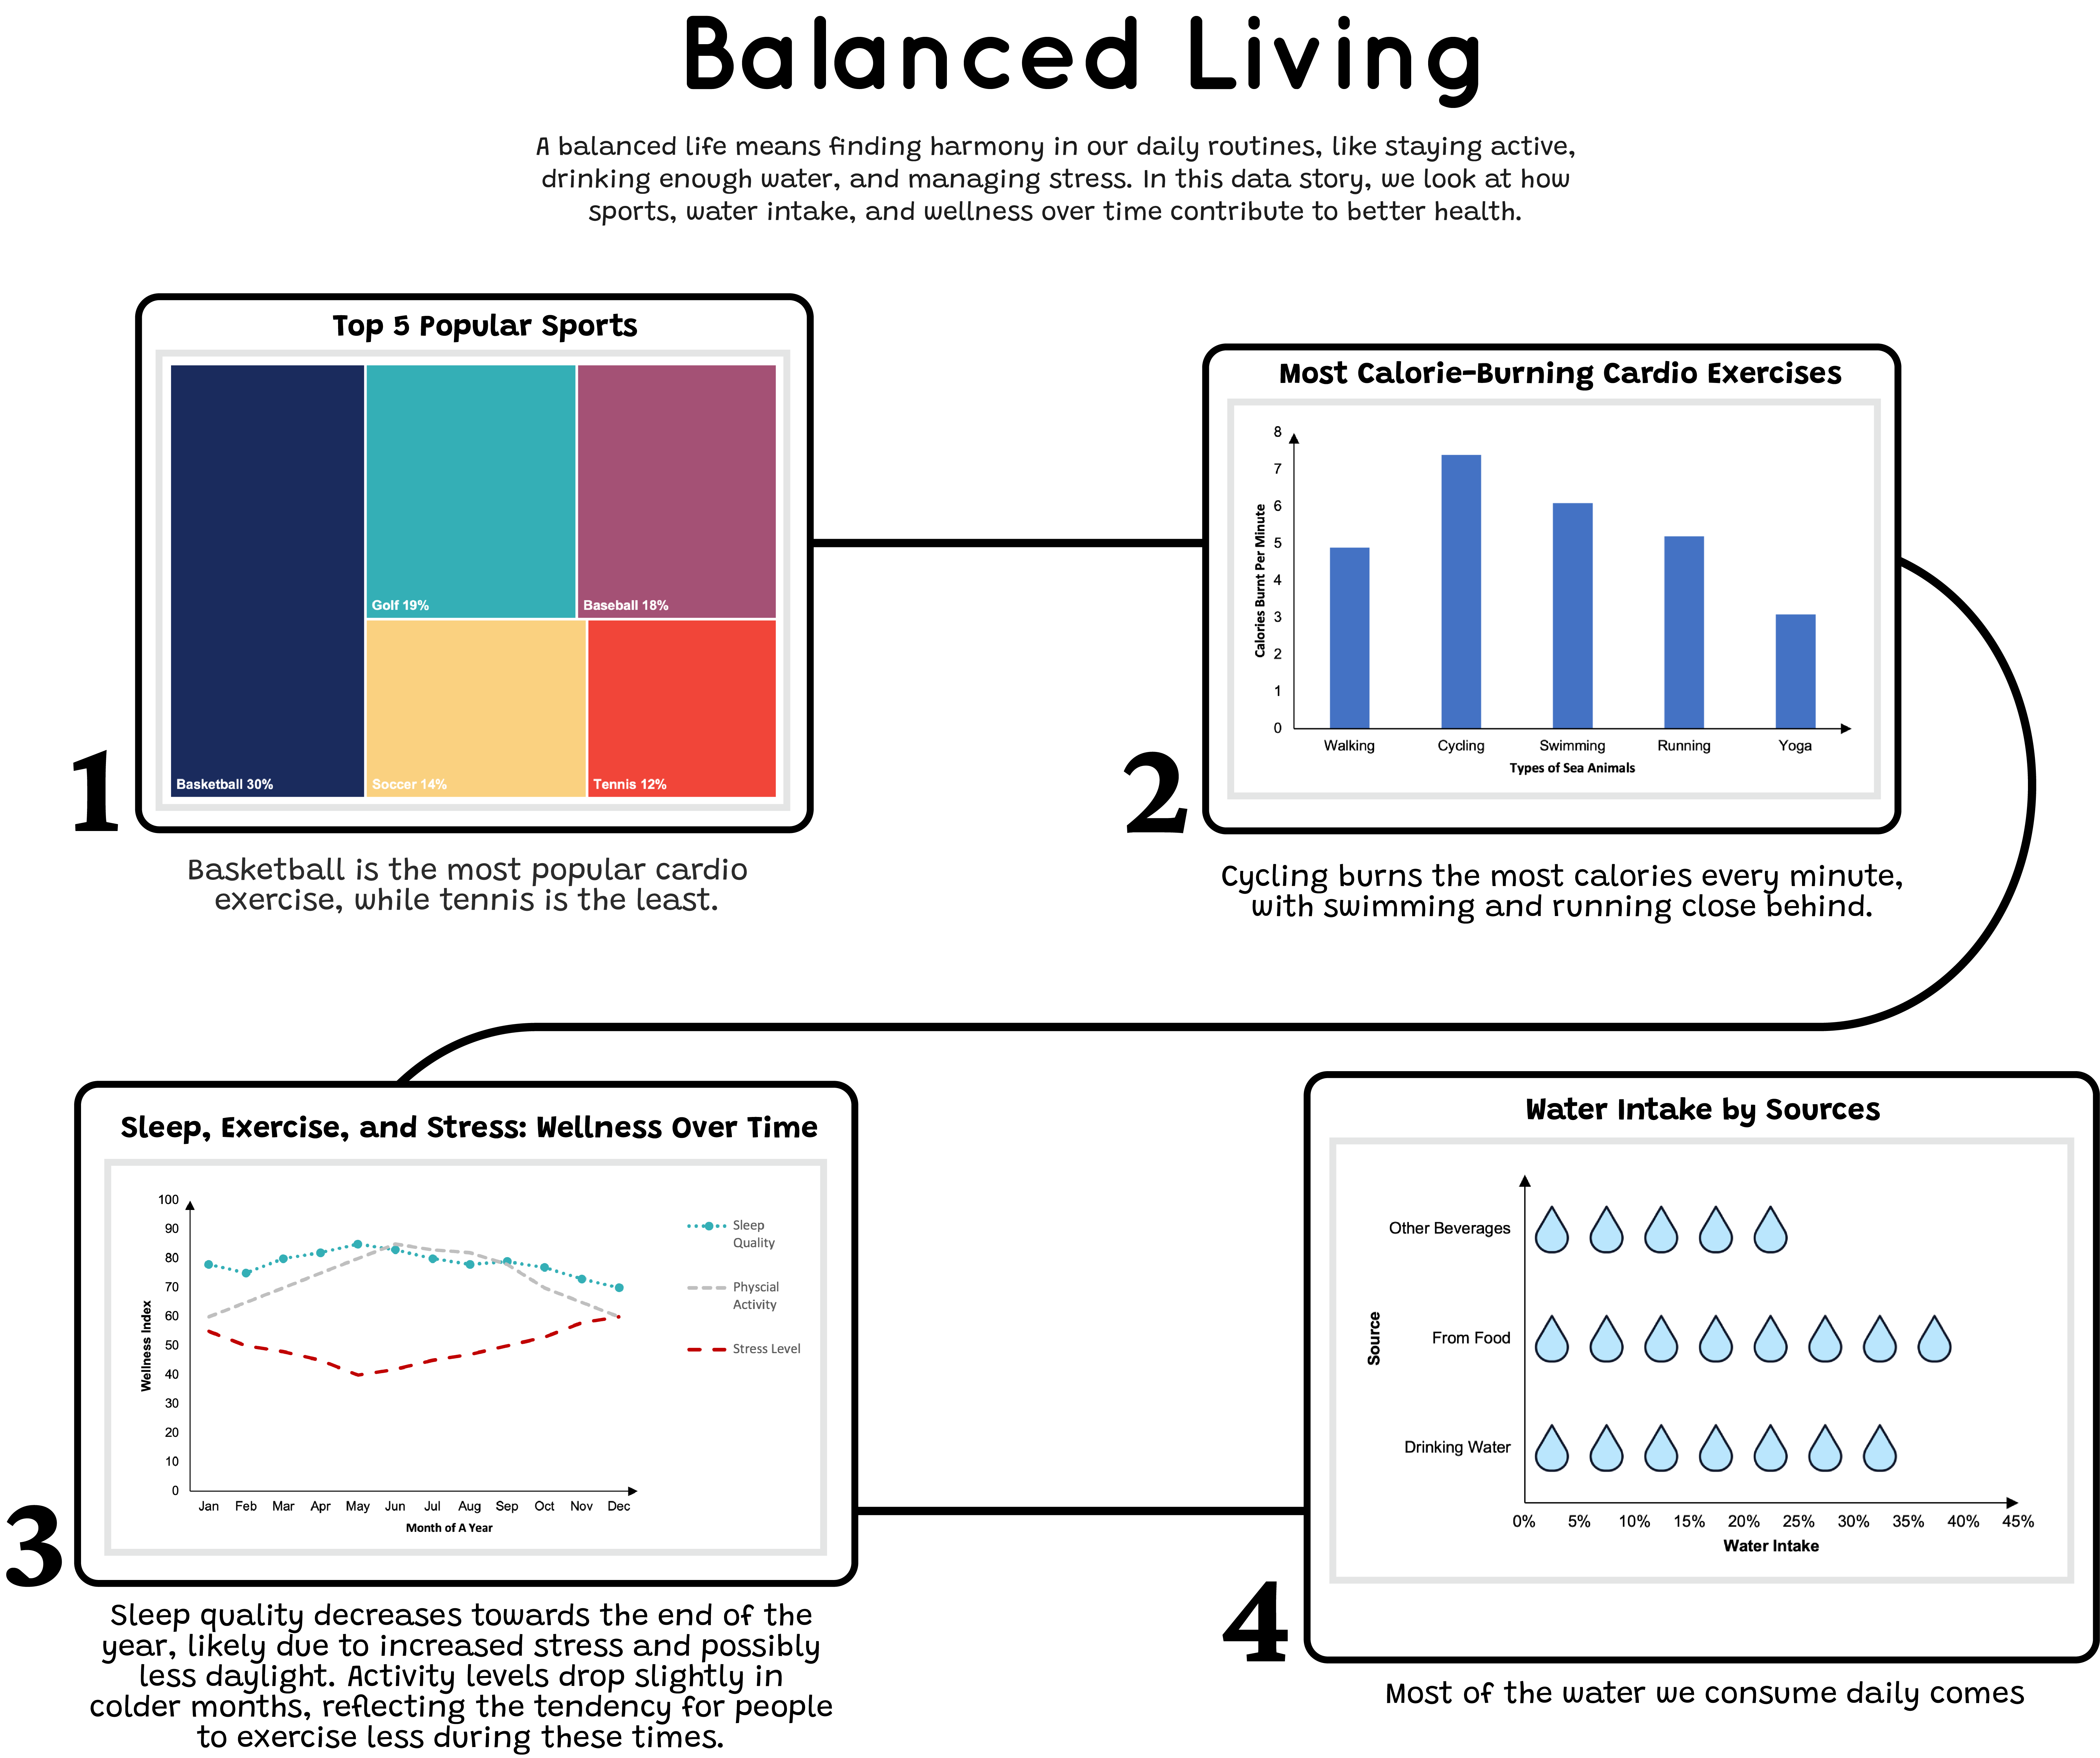 Balanced Living
A balanced life means finding harmony in our daily routines, like staying active,
drinking enough water, and managing stress. In this data story, we look at how
sports, water intake, and wellness over time contribute to better health.
Top 5 Popular Sports
Golf 19%
Baseball 18%
Basketball 30%
Soccer 14%
Tennis 12%
1
Basketball is the most popular cardio
exercise, while tennis is the least.
Most Calorie-Burning Cardio Exercises
Calories Burnt Per Minute
8
7
6
5
4
3
2
1
0
Walking Cycling Swimming Running Yoga
Types of Sea Animals
2
Cycling burns the most calories every minute,
with swimming and running close behind.
Sleep, Exercise, and Stress: Wellness Over Time
Wellness Index
100
90
80
70
60
50
40
30
20
10
0
Jan Feb Mar Apr May Jun Jul Aug Sep Oct Nov Dec
Month of A Year
Sleep
Quality
Physcial
Activity
Stress Level
3
Sleep quality decreases towards the end of the
year, likely due to increased stress and possibly
less daylight. Activity levels drop slightly in
colder months, reflecting the tendency for people
to exercise less during these times.
Water Intake by Sources
Source
Other Beverages
From Food
Drinking Water
0% 5% 10% 15% 20% 25% 30% 35% 40% 45%
Water Intake
4
Most of the water we consume daily comes